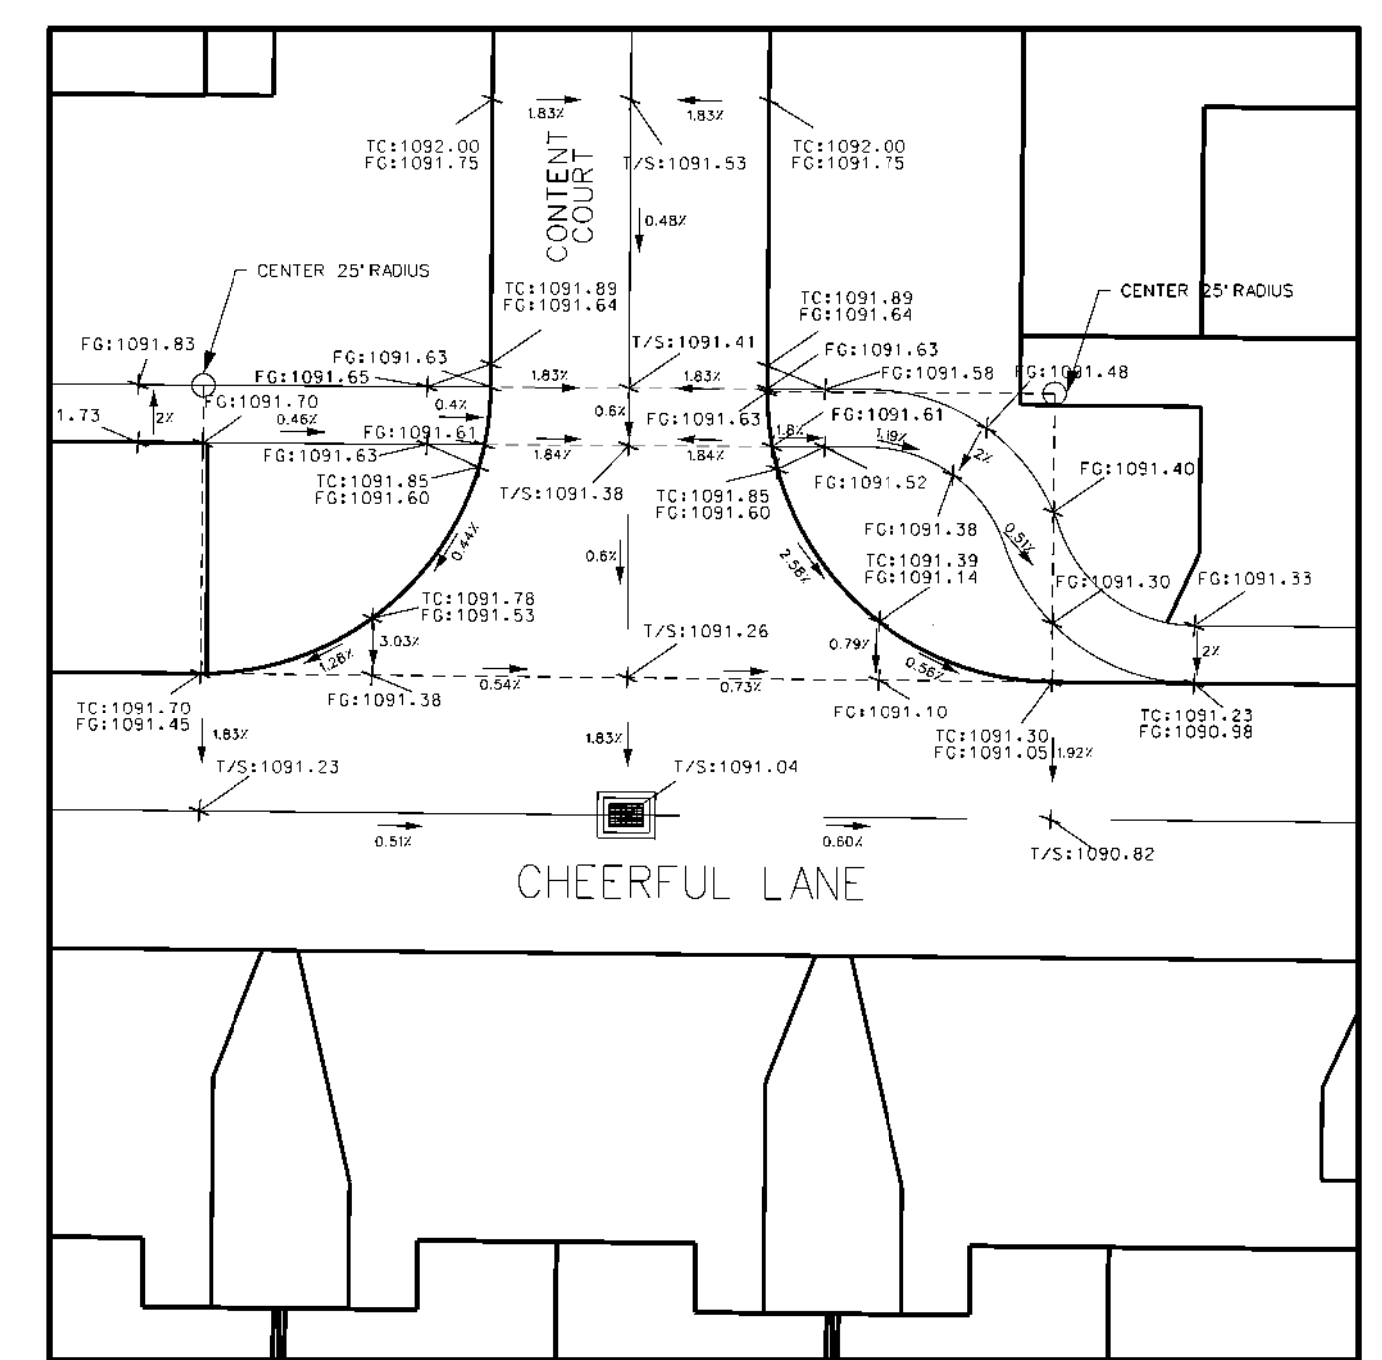 1.83%
1.83%
TC:1092.00
FG:1091.75
T/S:1091.53
TC:1092.00
FG:1091.75
CONTENT
COURT
0.48%
CENTER 25' RADIUS
TC:1091.89
FG:1091.64
TC:1091.89
FG:1091.64
CENTER 25' RADIUS
FG:1091.83
FG:1091.63
T/S:1091.41
FG:1091.63
FG:1091.65
1.83%
1.83%
FG:1091.58
FG:1091.48
1.73
2%
FG:1091.70
0.46%
0.4%
0.6%
FG:1091.63
FG:1091.61
FG:1091.61
1.8%
1.19%
FG:1091.63
1.84%
1.84%
2%
TC:1091.85
FG:1091.60
T/S:1091.38
TC:1091.85
FG:1091.60
FG:1091.52
FG:1091.40
0.44%
0.6%
2.58%
FG:1091.38
0.51%
TC:1091.39
FG:1091.14
FG:1091.30
FG:1091.33
TC:1091.78
FG:1091.53
3.03%
1.28%
T/S:1091.26
0.79%
0.56%
2%
0.54%
0.73%
FG:1091.38
FG:1091.10
TC:1091.70
FG:1091.45
TC:1091.30
FG:1091.05
TC:1091.23
FG:1090.98
1.83%
1.83%
1.92%
T/S:1091.23
T/S:1091.04
0.51%
0.60%
T/S:1090.82
CHEERFUL LANE